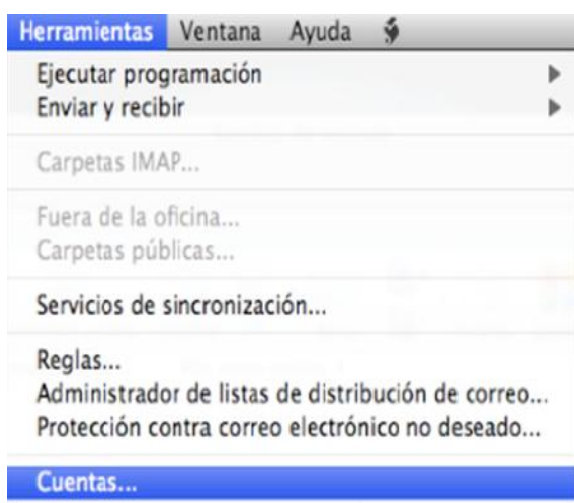 Herramientas Ventana Ayuda
Ejecutar programación
Enviar y recibir
Carpetas IMAP...
Fuera de la oficina...
Carpetas públicas...
Servicios de sincronización...
Reglas...
Administrador de listas de distribución de correo...
Protección contra correo electrónico no deseado...
Cuentas...